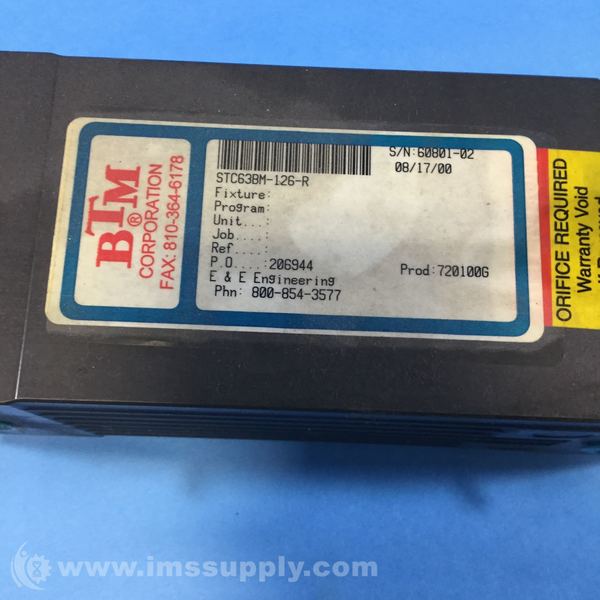 BTM®
CORPORATION
FAX: 810-364-6178
S/N:60801-02
08/17/00
STC63BM-126-R
Fixture:
Program:
Unit...:
Job....:
Ref....:
P.O....:206944
Prod:720100G
E & E Engineering
Phn: 800-854-3577
ORIFICE REQUIRED
Warranty Void
www.imssupply.com